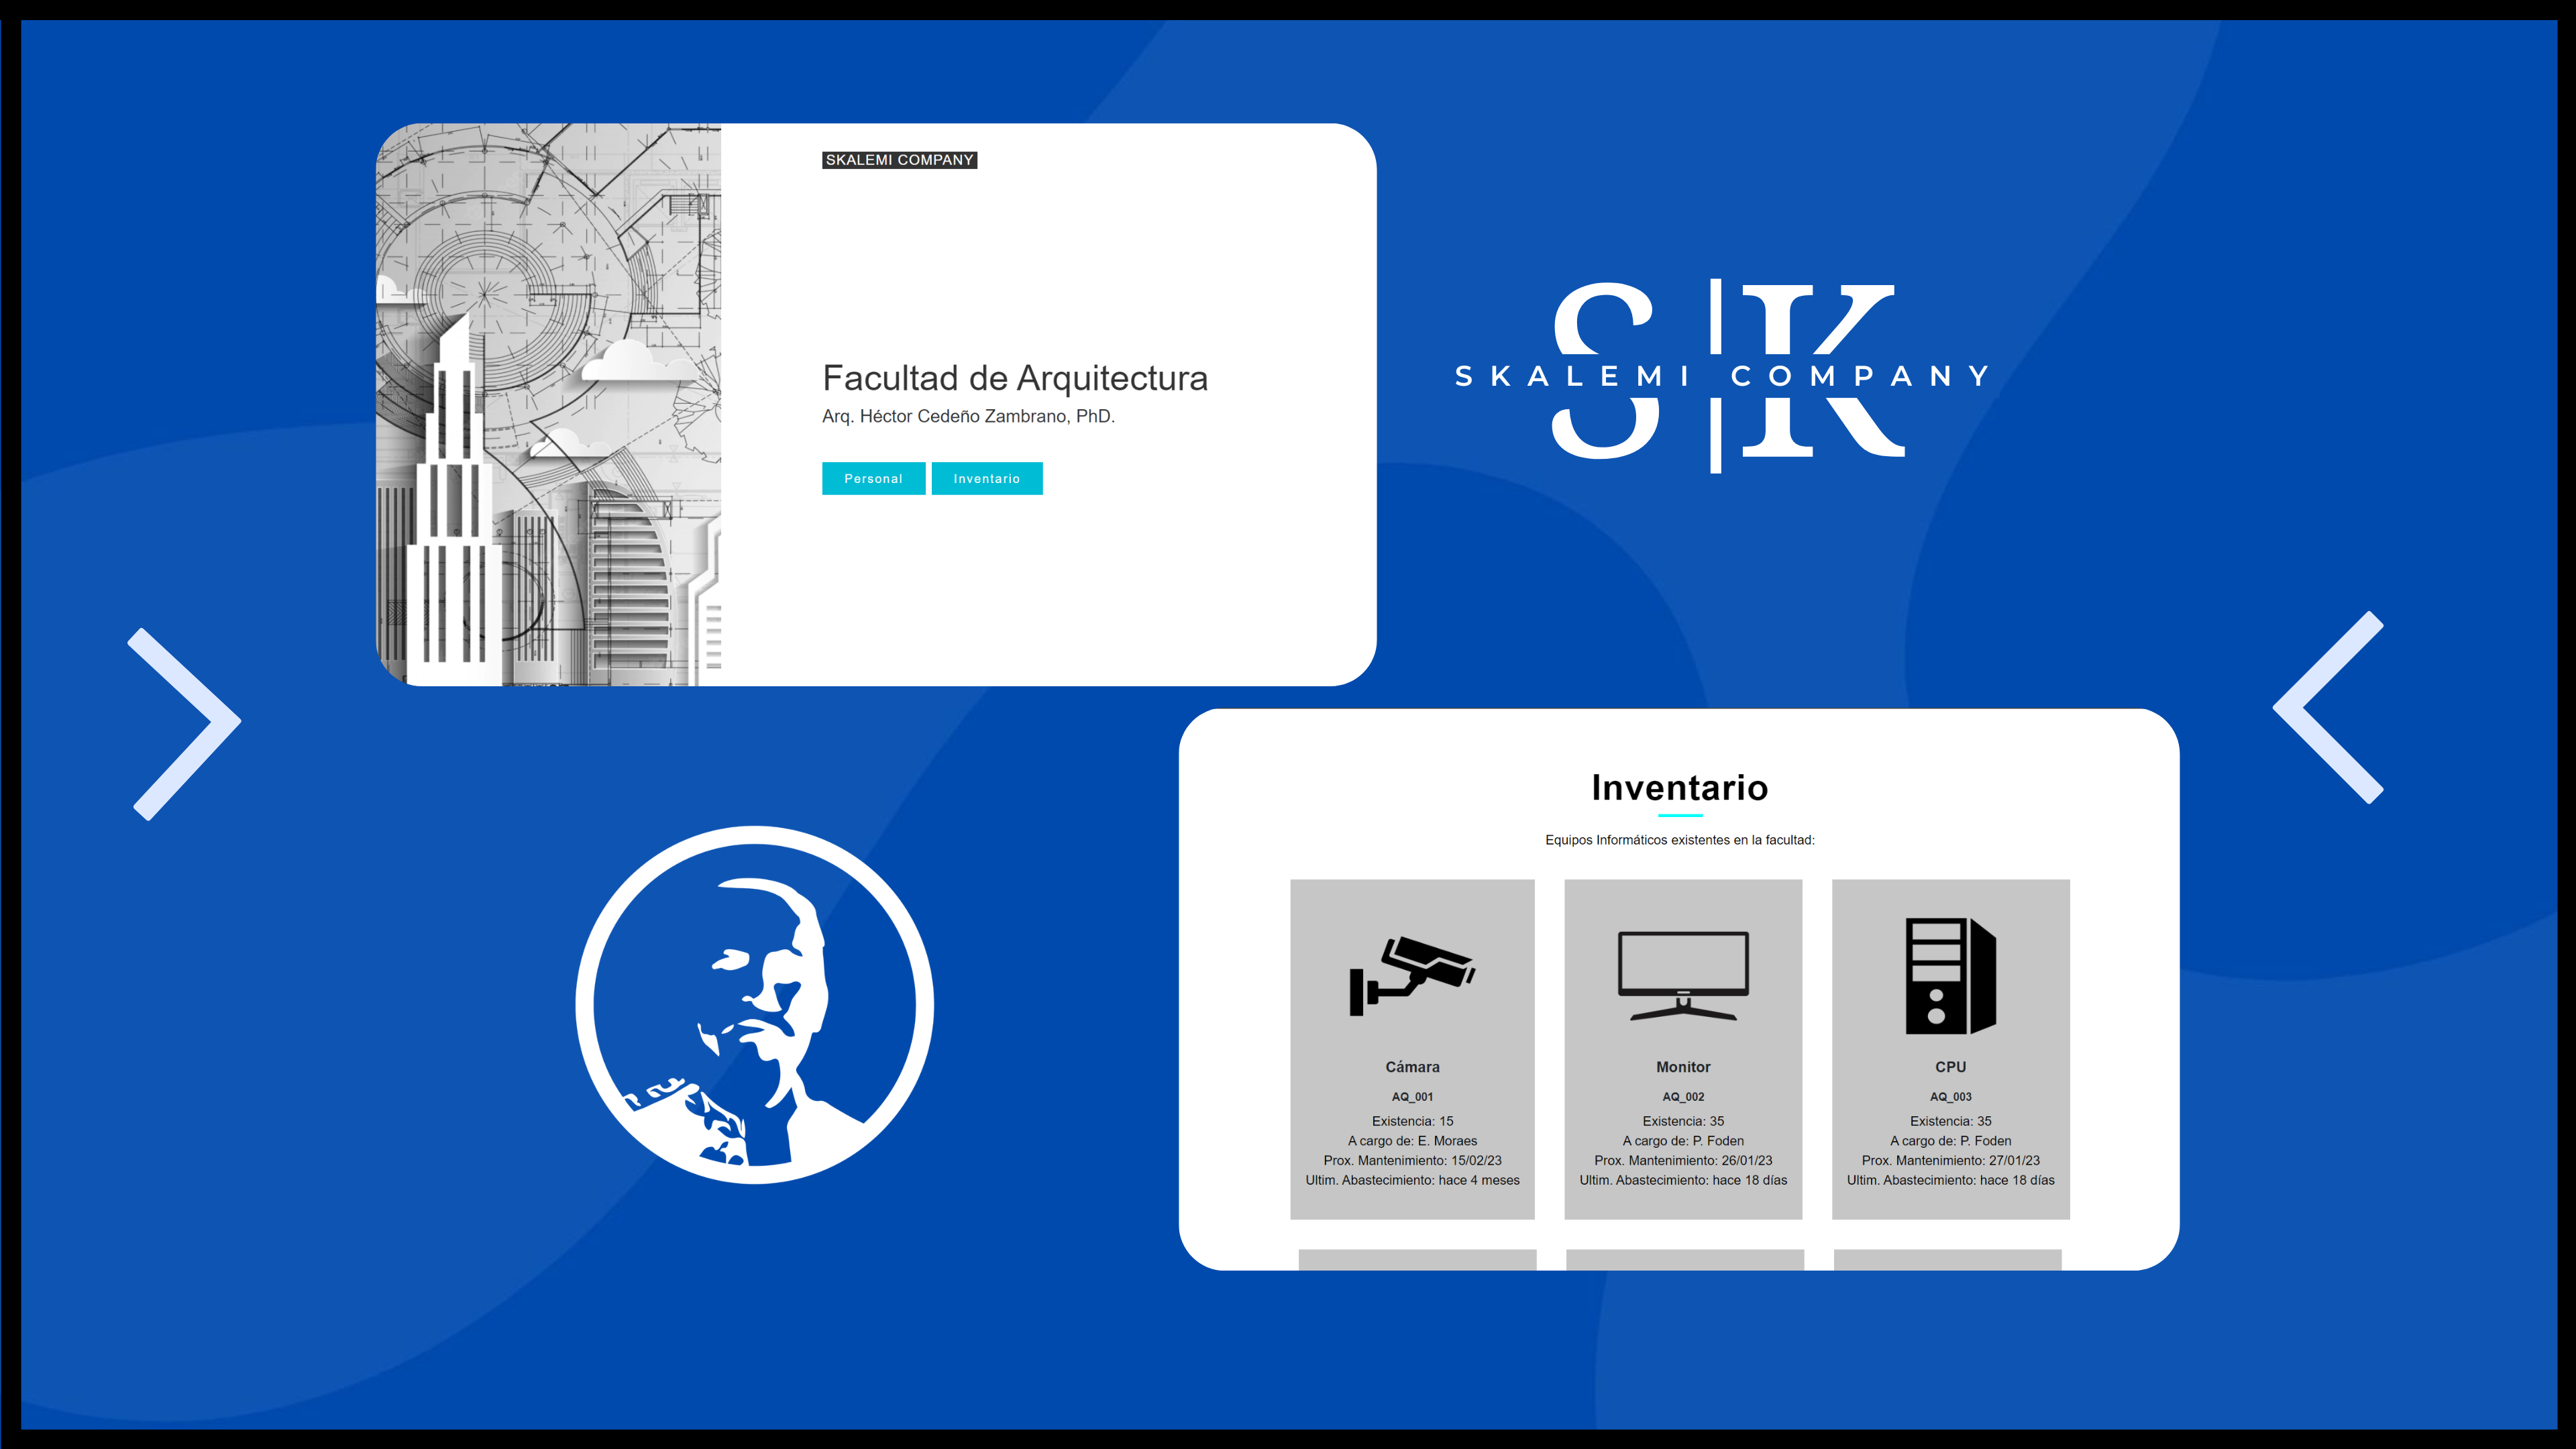 SKALEMI COMPANY
Facultad de Arquitectura
Arq. Héctor Cedeño Zambrano, PhD.
Personal
Inventario
S|K
SKALEMI COMPANY
Inventario
Equipos Informáticos existentes en la facultad:
Cámara
AQ_001
Existencia: 15
A cargo de: E. Moraes
Prox. Mantenimiento: 15/02/23
Ultim. Abastecimiento: hace 4 meses
Monitor
AQ_002
Existencia: 35
A cargo de: P. Foden
Prox. Mantenimiento: 26/01/23
Ultim. Abastecimiento: hace 18 días
CPU
AQ_003
Existencia: 35
A cargo de: P. Foden
Prox. Mantenimiento: 27/01/23
Ultim. Abastecimiento: hace 18 días